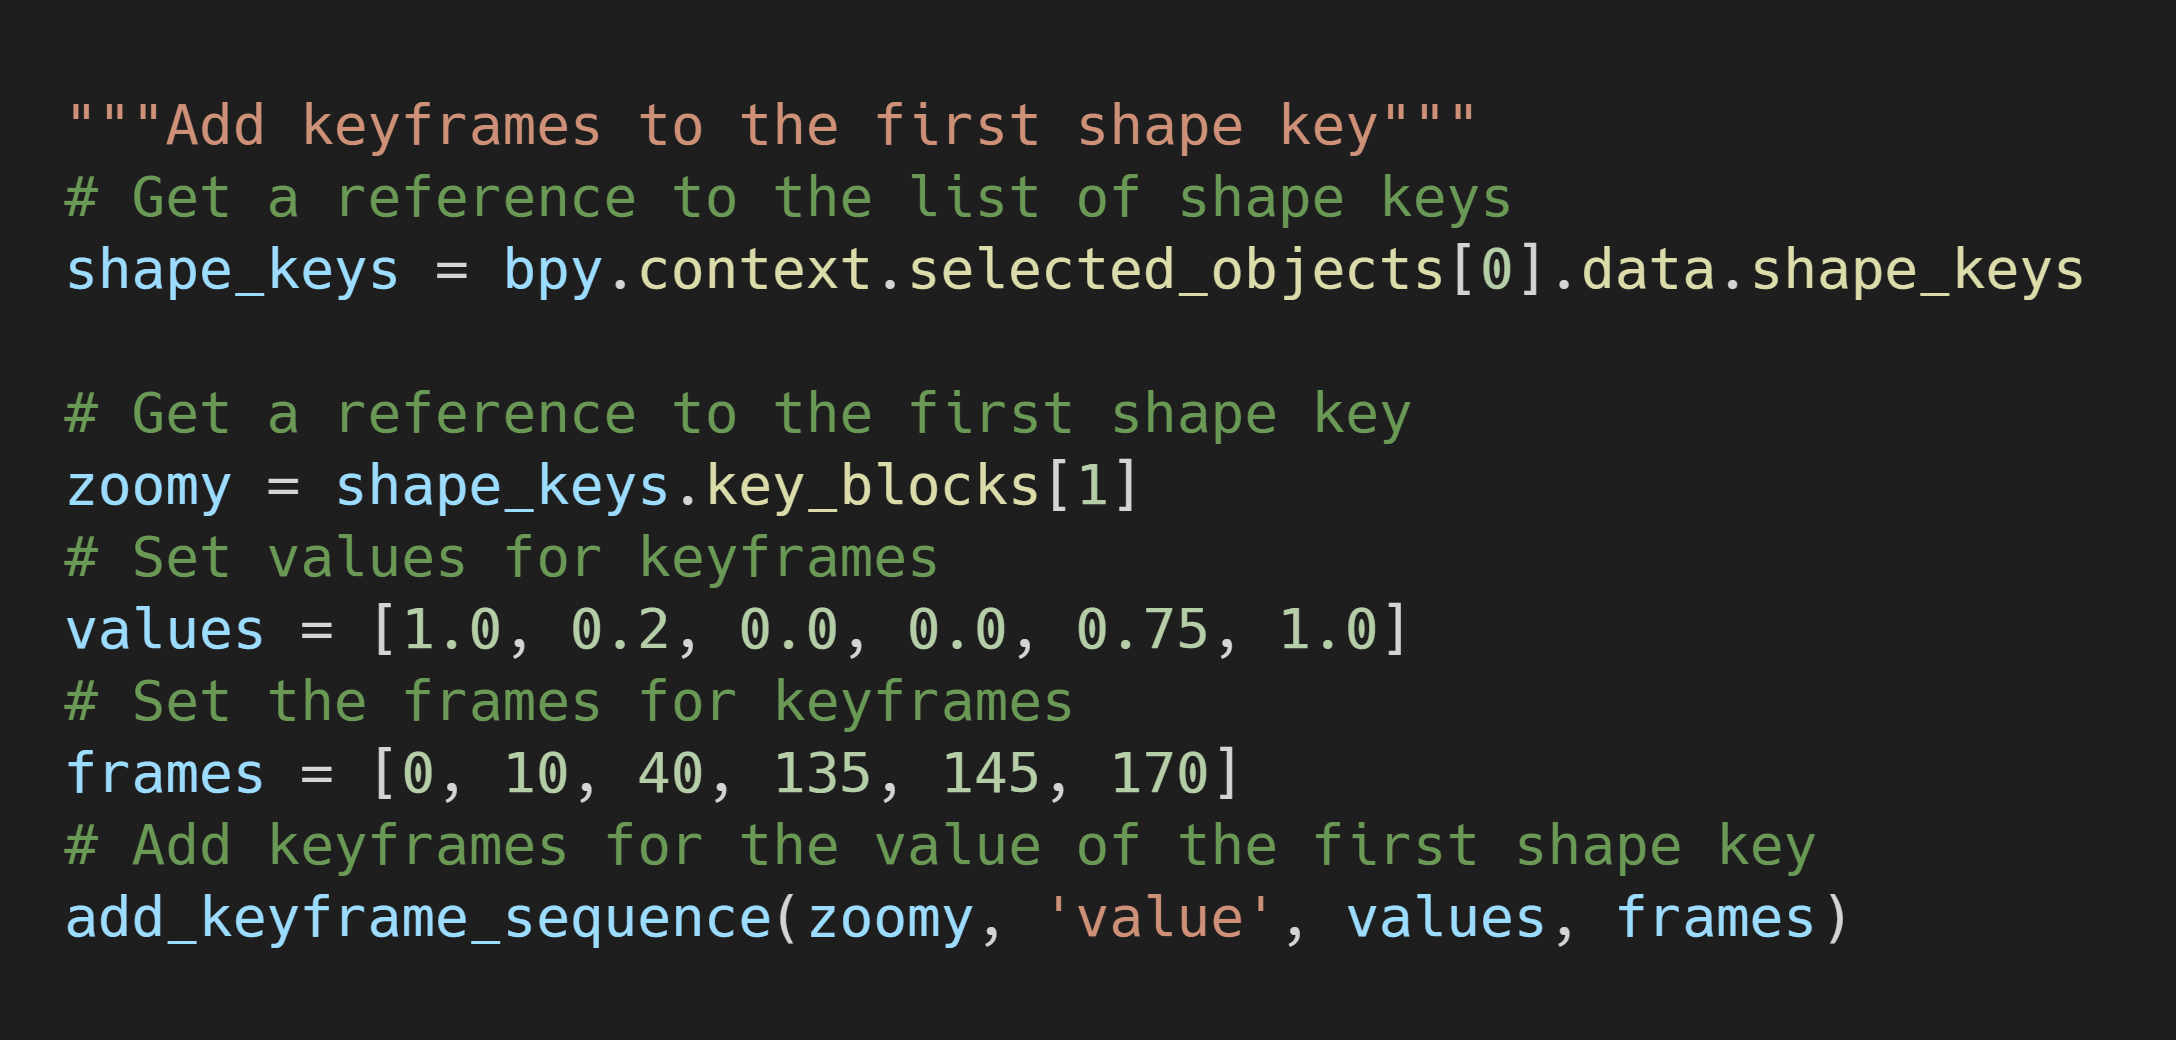 """Add keyframes to the first shape key"""
# Get a reference to the list of shape keys
shape_keys = bpy.context.selected_objects[0].data.shape_keys
# Get a reference to the first shape key
zoomy = shape_keys.key_blocks[1]
# Set values for keyframes
values = [1.0, 0.2, 0.0, 0.0, 0.75, 1.0]
# Set the frames for keyframes
frames = [0, 10, 40, 135, 145, 170]
# Add keyframes for the value of the first shape key
add_keyframe_sequence(zoomy, 'value', values, frames)